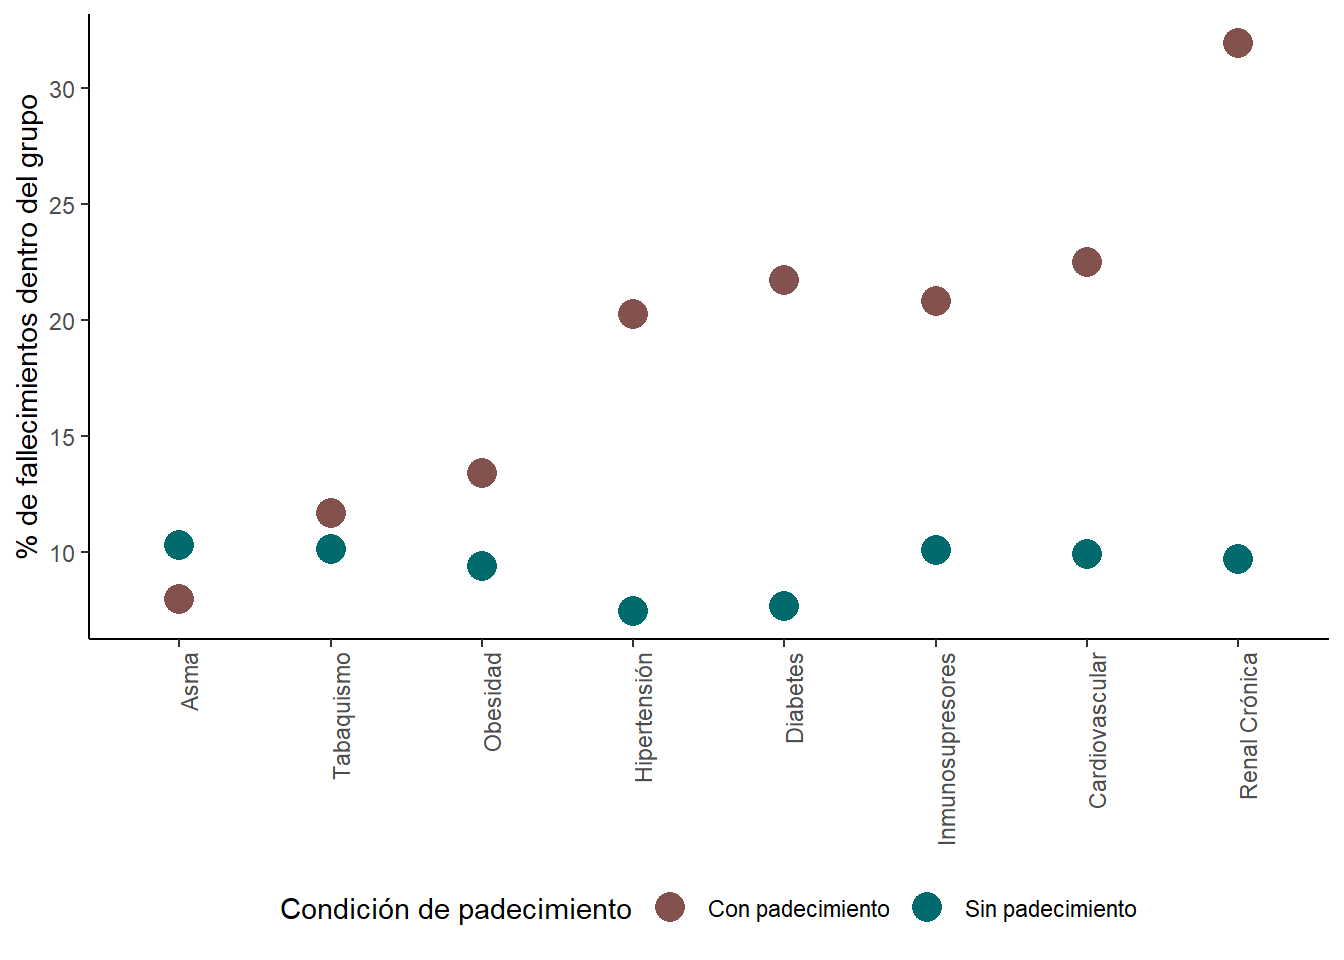 % de fallecimientos dentro del grupo
30
25
20
15
10
Asma
Tabaquismo
Obesidad
Hipertensión
Diabetes
Inmunosupresores
Cardiovascular
Renal Crónica
Condición de padecimiento
Con padecimiento
Sin padecimiento